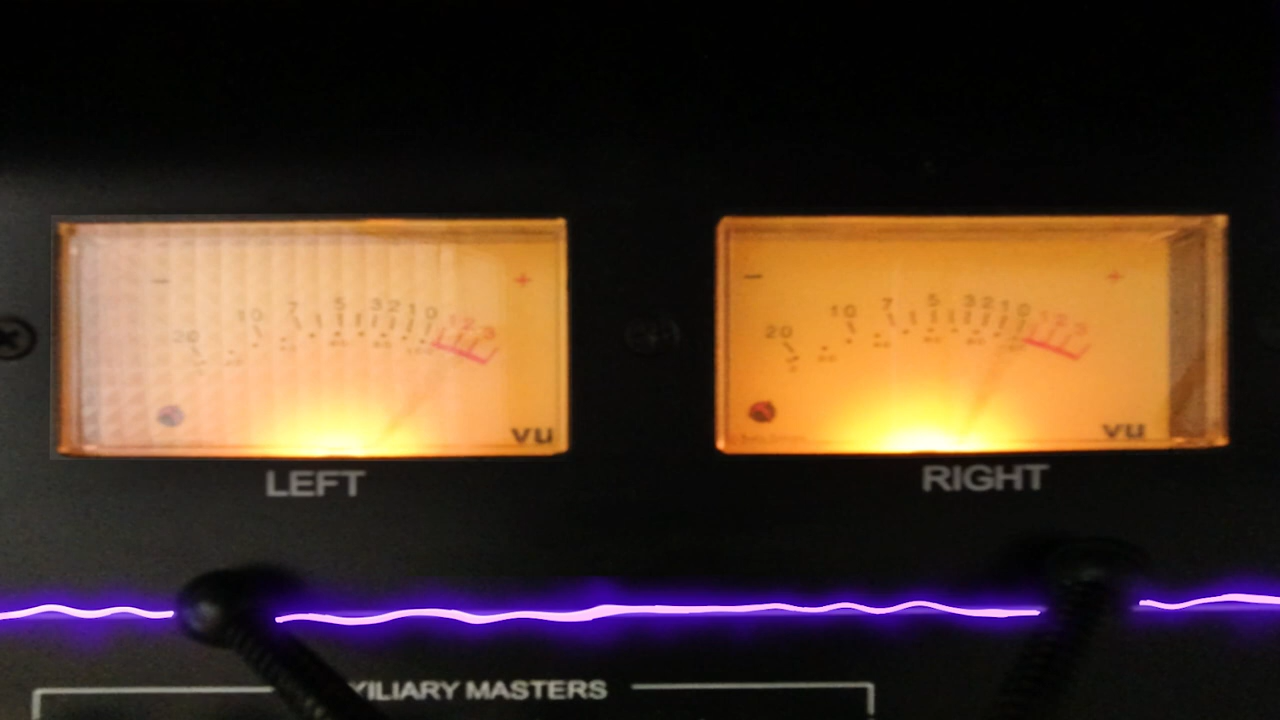 − +
20 10 7 5 3 2 1 0 1 2 3
VU
− +
20 10 7 5 3 2 1 0 1 2 3
VU
LEFT
RIGHT
XILIARY MASTERS